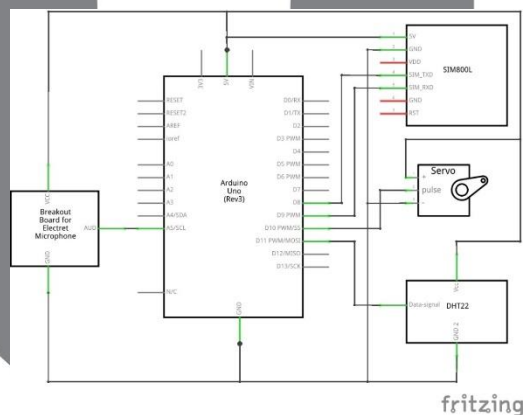 5V
GND
VDD
SIM_TXD
SIM_RXD
GND
RST
SIM800L
3V3
5V
VIN
RESET
RESET2
AREF
ioref
A0
A1
A2
A3
A4/SDA
A5/SCL
N/C
Arduino
Uno
(Rev3)
D0/RX
D1/TX
D2
D3 PWM
D4
D5 PWM
D6 PWM
D7
D8
D9 PWM
D10 PWM/SS
D11 PWM/MOSI
D12/MISO
D13/SCK
GND
VCC
Breakout
Board for
Electret
Microphone
AUD
GND
Servo
+
pulse
-
Vcc
Data-signal
DHT22
GND 2
fritzing